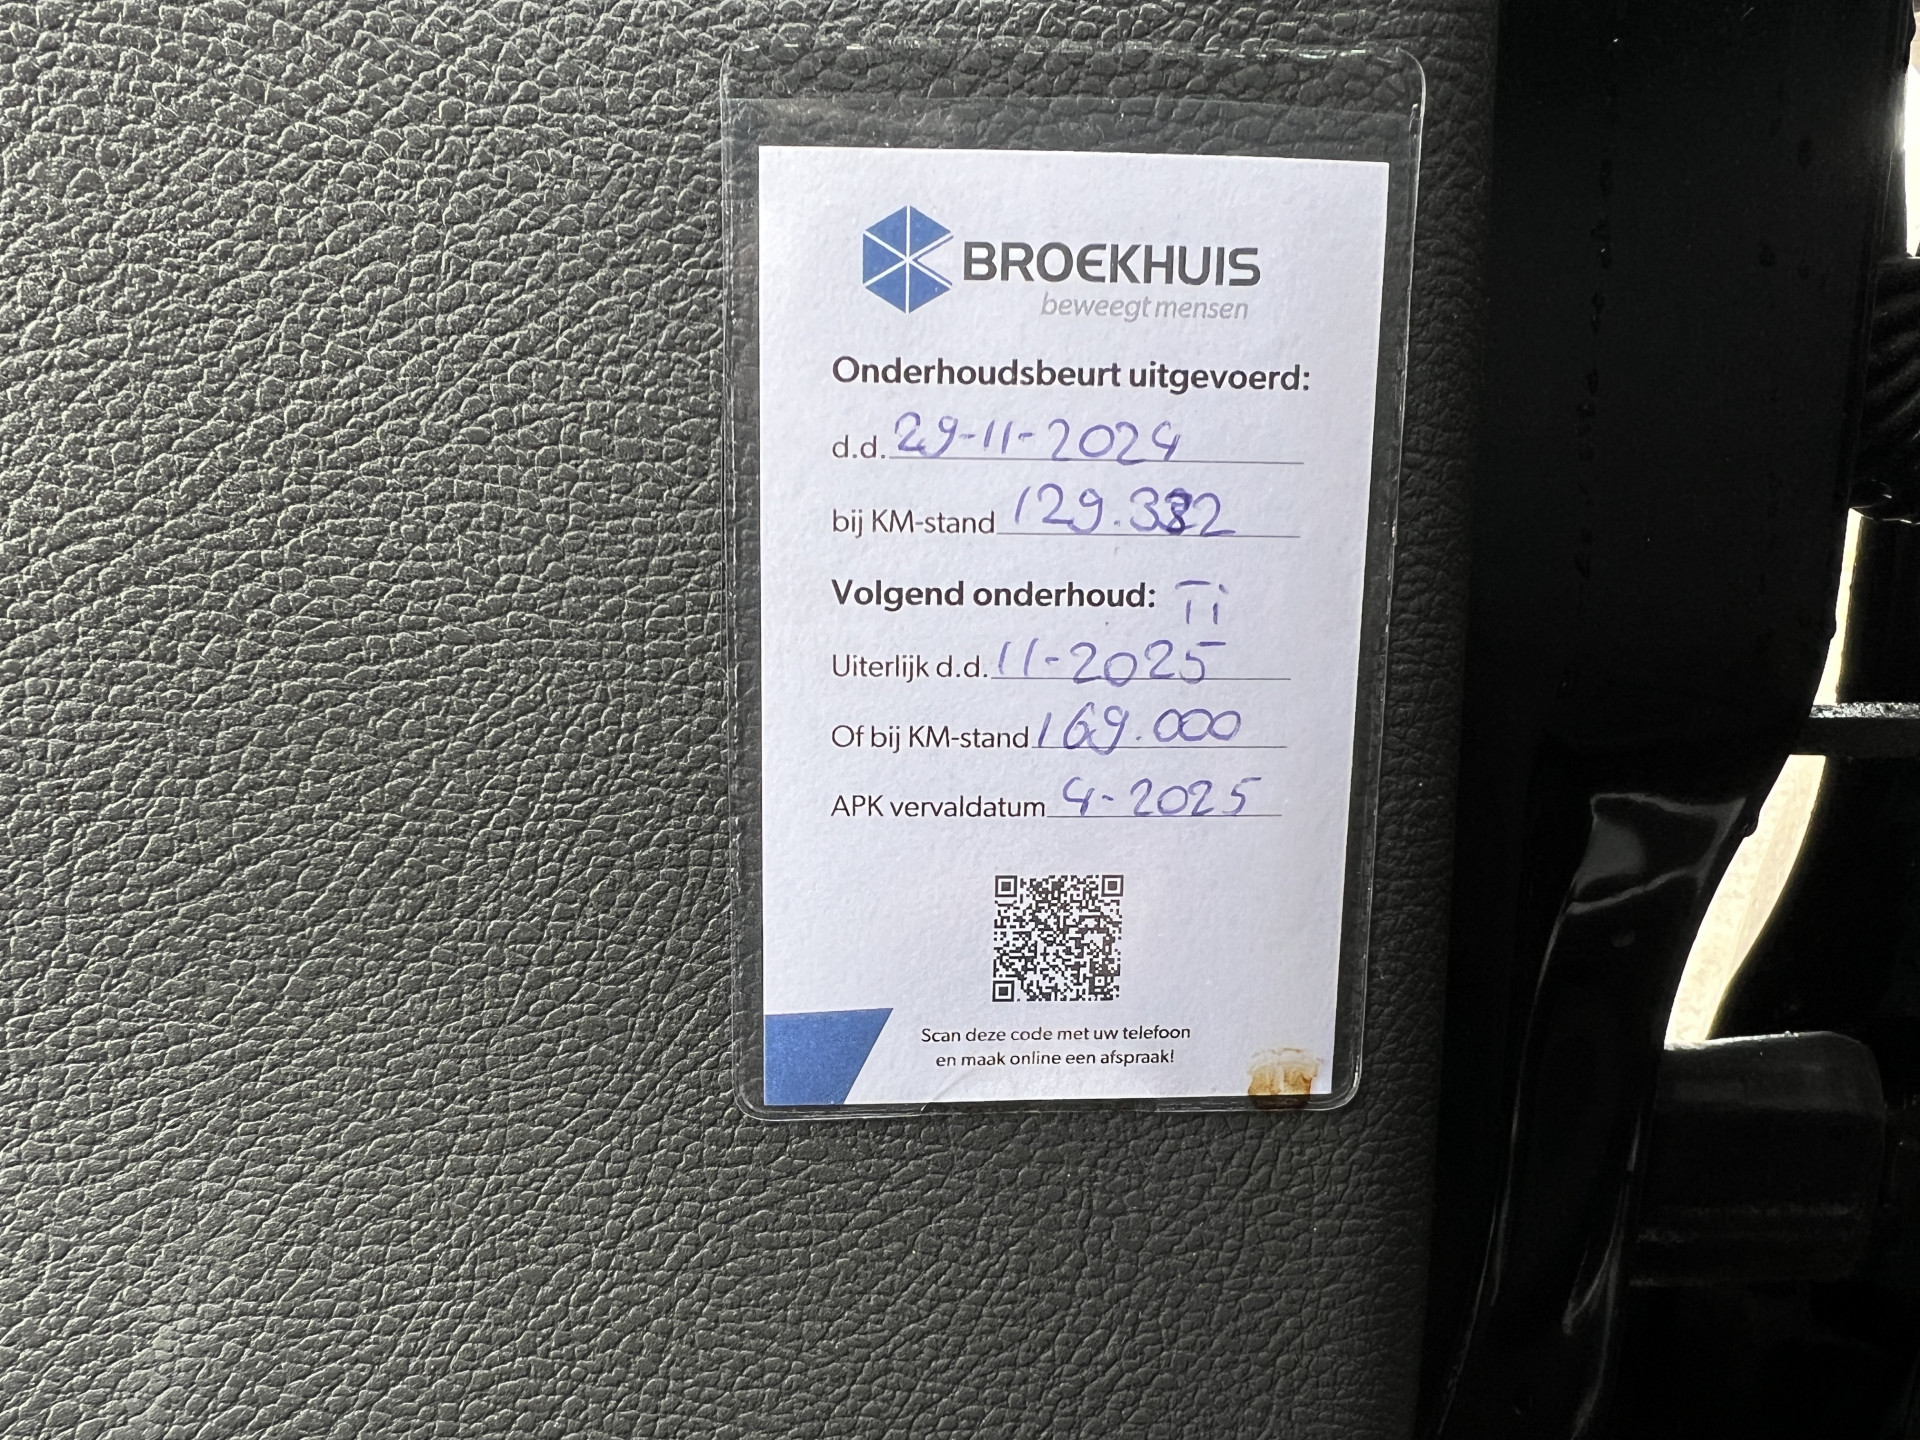 BROEKHUIS
beweegt mensen
Onderhoudsbeurt uitgevoerd:
d.d. 29-11-2024
bij KM-stand
Volgend onderhoud: Ti
Uiterlijk d.d. 11-2025
Of bij KM-stand 169.000
APK vervaldatum 4-2025
Scan deze code met uw telefoon
en maak online een afspraak!